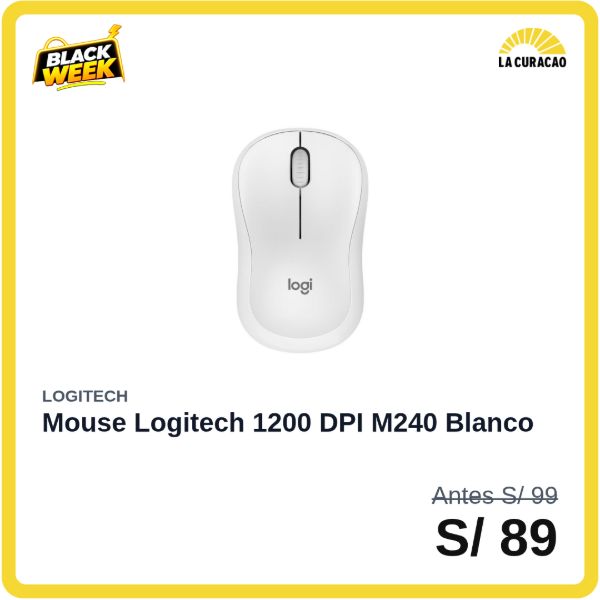 BLACK
WEEK
LA CURACAO
logi
LOGITECH
Mouse Logitech 1200 DPI M240 Blanco
Antes S/ 99
S/ 89